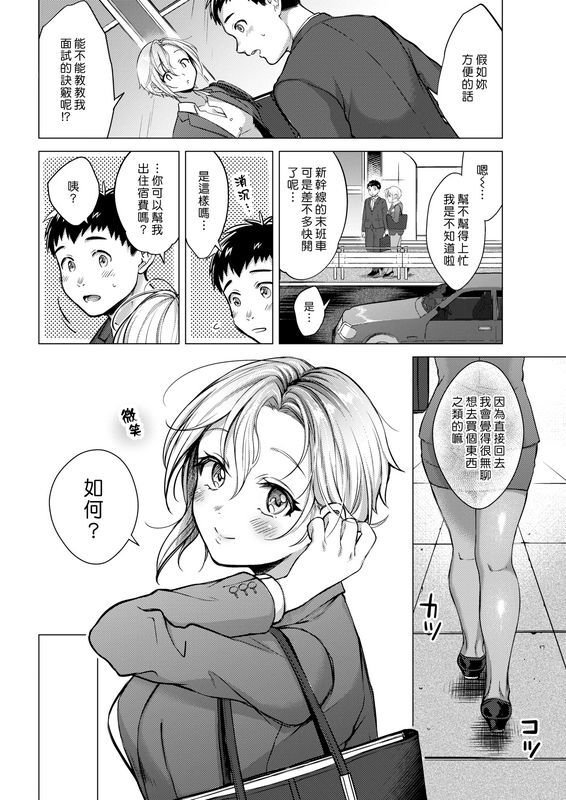 假如妳
方便的話
能不能教教我
面試的訣竅呢!?
嗯〜…
幫不幫得上忙
我是不知道啦
新幹線的末班車
可是差不多快開
了呢…
是…
消沉…
是這樣嗎…
…你可以幫我
出住宿費嗎?
咦?
因為直接回去
我會覺得很無聊
想去買個東西
之類的嘛
カッ
コッ
微笑
如何?